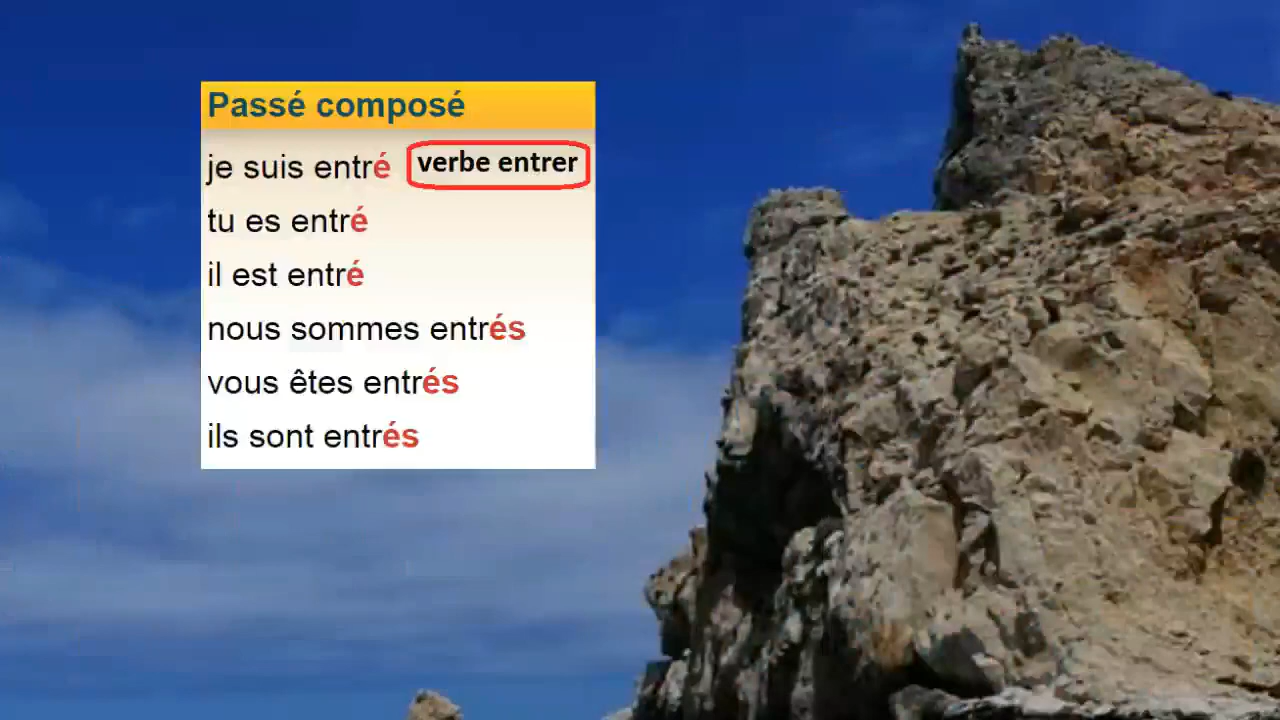 Passé composé
je suis entré
verbe entrer
tu es entré
il est entré
nous sommes entrés
vous êtes entrés
ils sont entrés